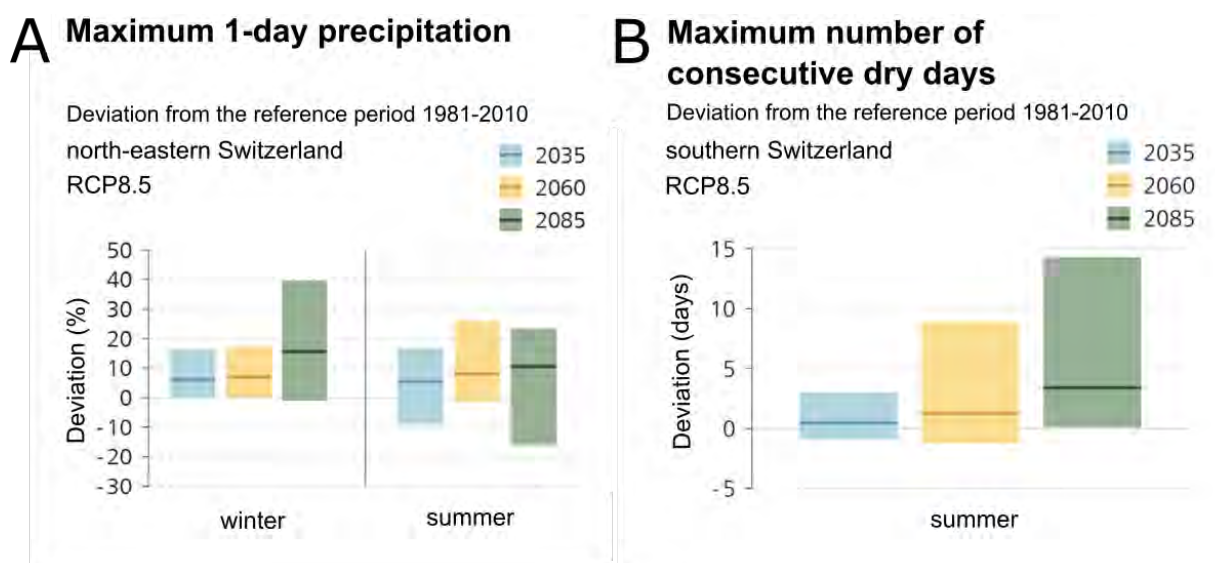 A Maximum 1-day precipitation
Deviation from the reference period 1981-2010
north-eastern Switzerland
RCP8.5
2035
2060
2085
50
40
30
20
10
0
-10
-20
-30
Deviation (%)
winter
summer
B Maximum number of
consecutive dry days
Deviation from the reference period 1981-2010
southern Switzerland
RCP8.5
2035
2060
2085
15
10
5
0
-5
Deviation (days)
summer